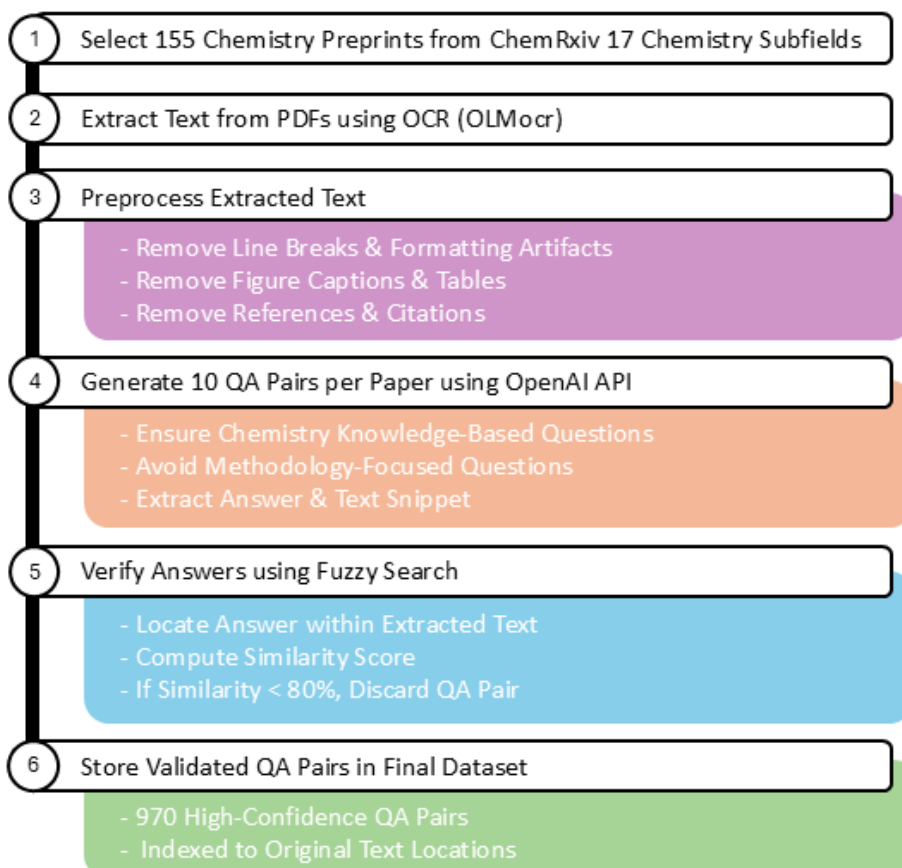 1 Select 155 Chemistry Preprints from ChemRxiv 17 Chemistry Subfields
2 Extract Text from PDFs using OCR (OLMocr)
3 Preprocess Extracted Text
- Remove Line Breaks & Formatting Artifacts
- Remove Figure Captions & Tables
- Remove References & Citations
4 Generate 10 QA Pairs per Paper using OpenAI API
- Ensure Chemistry Knowledge-Based Questions
- Avoid Methodology-Focused Questions
- Extract Answer & Text Snippet
5 Verify Answers using Fuzzy Search
- Locate Answer within Extracted Text
- Compute Similarity Score
- If Similarity < 80%, Discard QA Pair
6 Store Validated QA Pairs in Final Dataset
- 970 High-Confidence QA Pairs
- Indexed to Original Text Locations